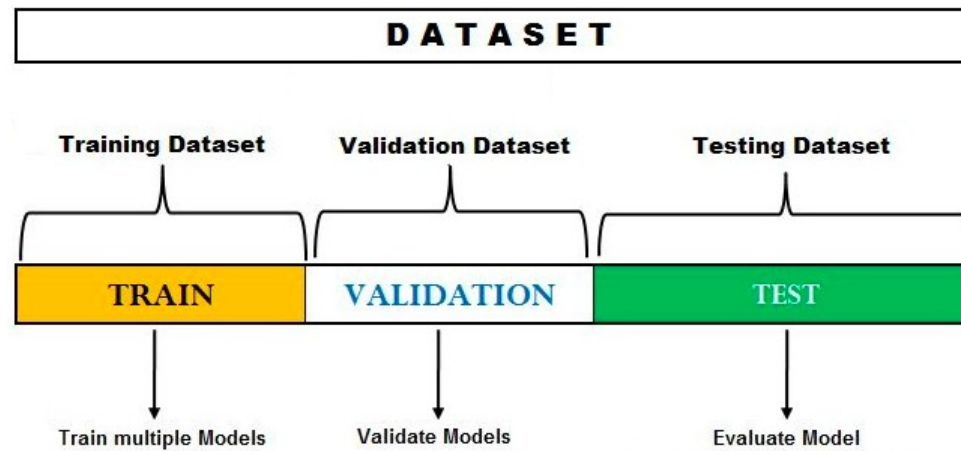 DATASET
Training Dataset Validation Dataset Testing Dataset
TRAIN VALIDATION TEST
Train multiple Models Validate Models Evaluate Model